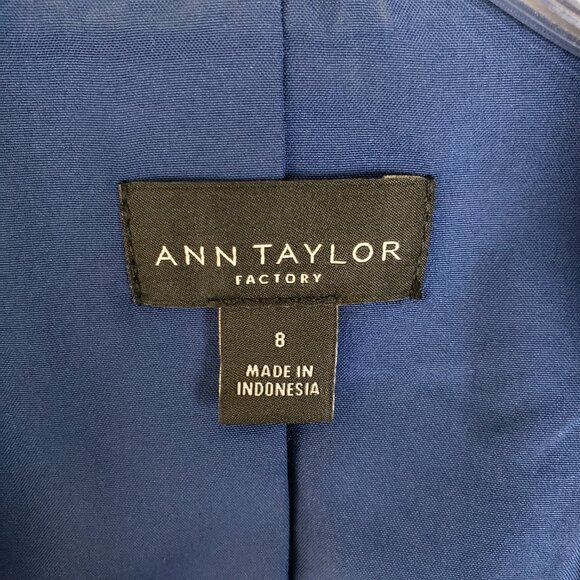 ANN TAYLOR
FACTORY
8
MADE IN
INDONESIA